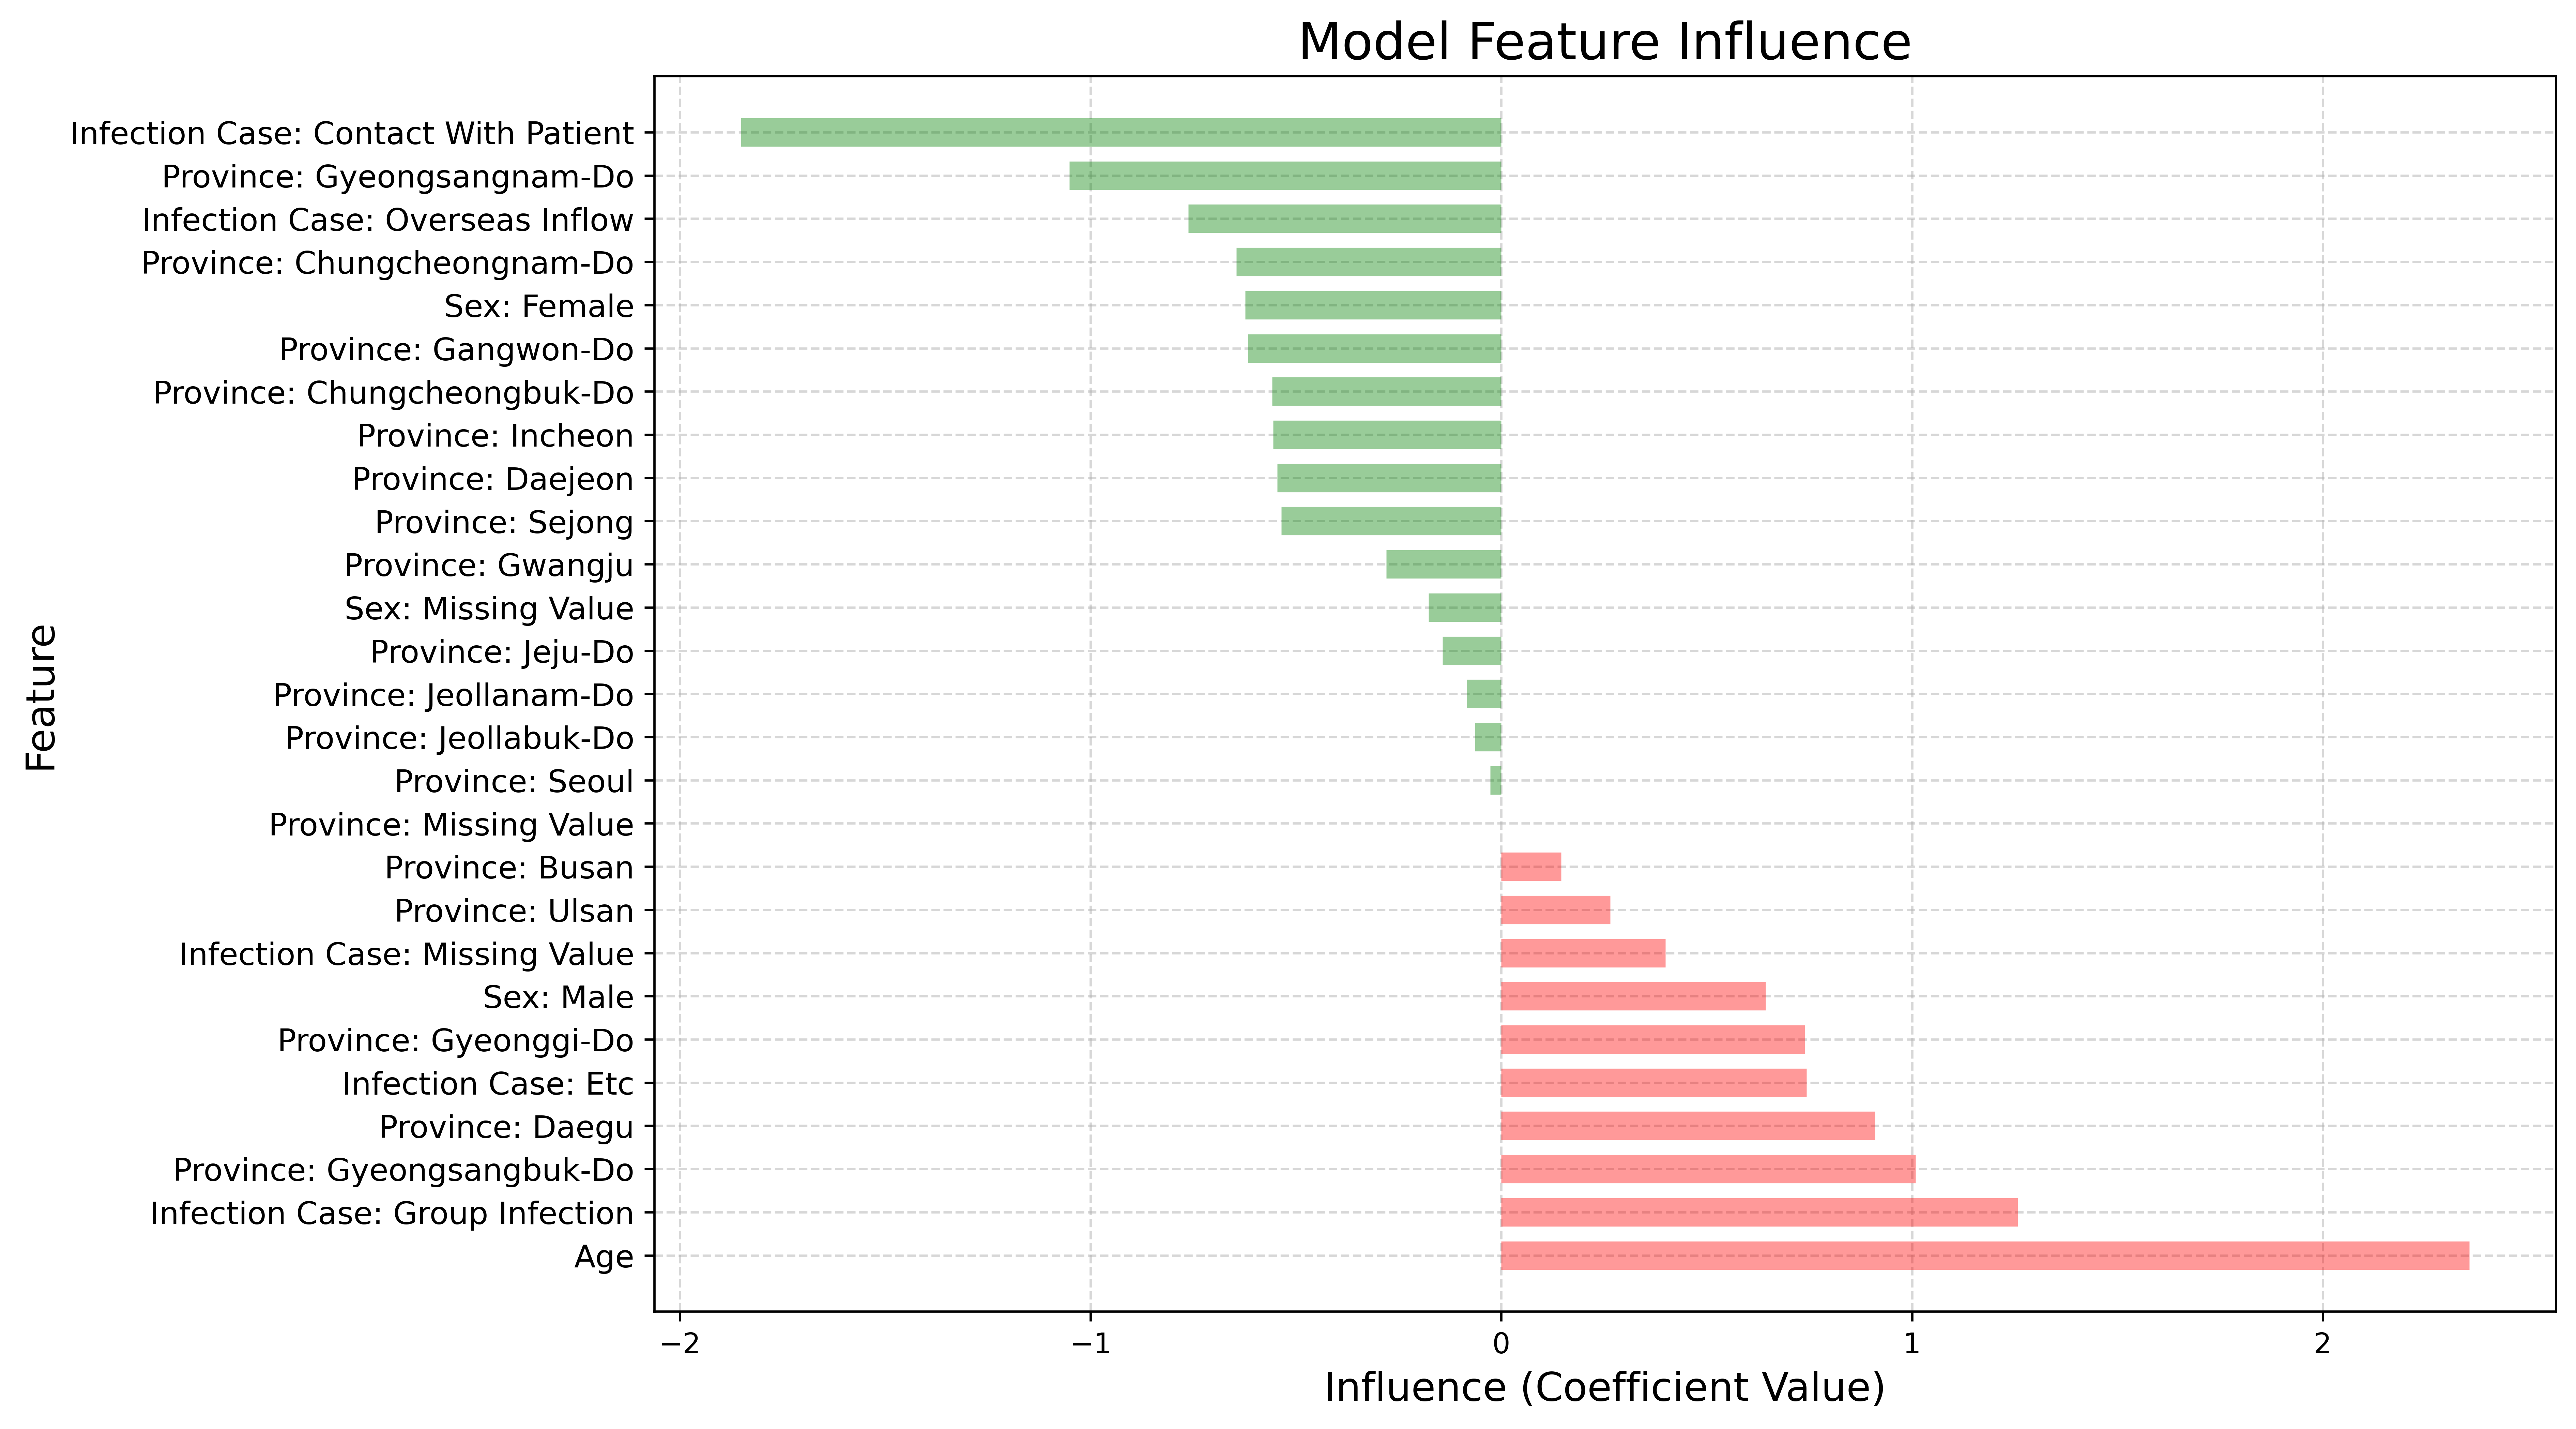 Model Feature Influence
Infection Case: Contact With Patient
Province: Gyeongsangnam-Do
Infection Case: Overseas Inflow
Province: Chungcheongnam-Do
Sex: Female
Province: Gangwon-Do
Province: Chungcheongbuk-Do
Province: Incheon
Province: Daejeon
Province: Sejong
Province: Gwangju
Sex: Missing Value
Province: Jeju-Do
Province: Jeollanam-Do
Province: Jeollabuk-Do
Province: Seoul
Province: Missing Value
Province: Busan
Province: Ulsan
Infection Case: Missing Value
Sex: Male
Province: Gyeonggi-Do
Infection Case: Etc
Province: Daegu
Province: Gyeongsangbuk-Do
Infection Case: Group Infection
Age
Feature
−2 −1 0 1 2
Influence (Coefficient Value)